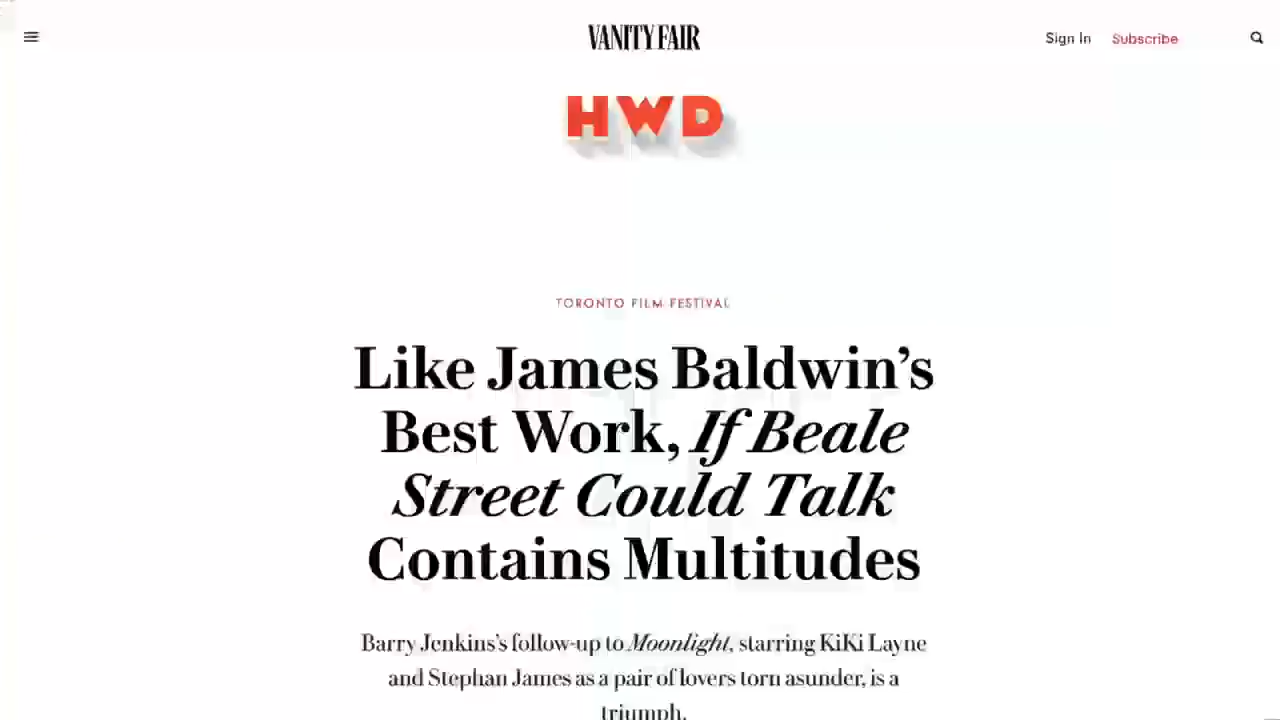 VANITY FAIR
Sign In Subscribe
HWD
TORONTO FILM FESTIVAL
Like James Baldwin’s
Best Work, If Beale
Street Could Talk
Contains Multitudes
Barry Jenkins’s follow-up to Moonlight, starring KiKi Layne
and Stephan James as a pair of lovers torn asunder, is a
triumph.